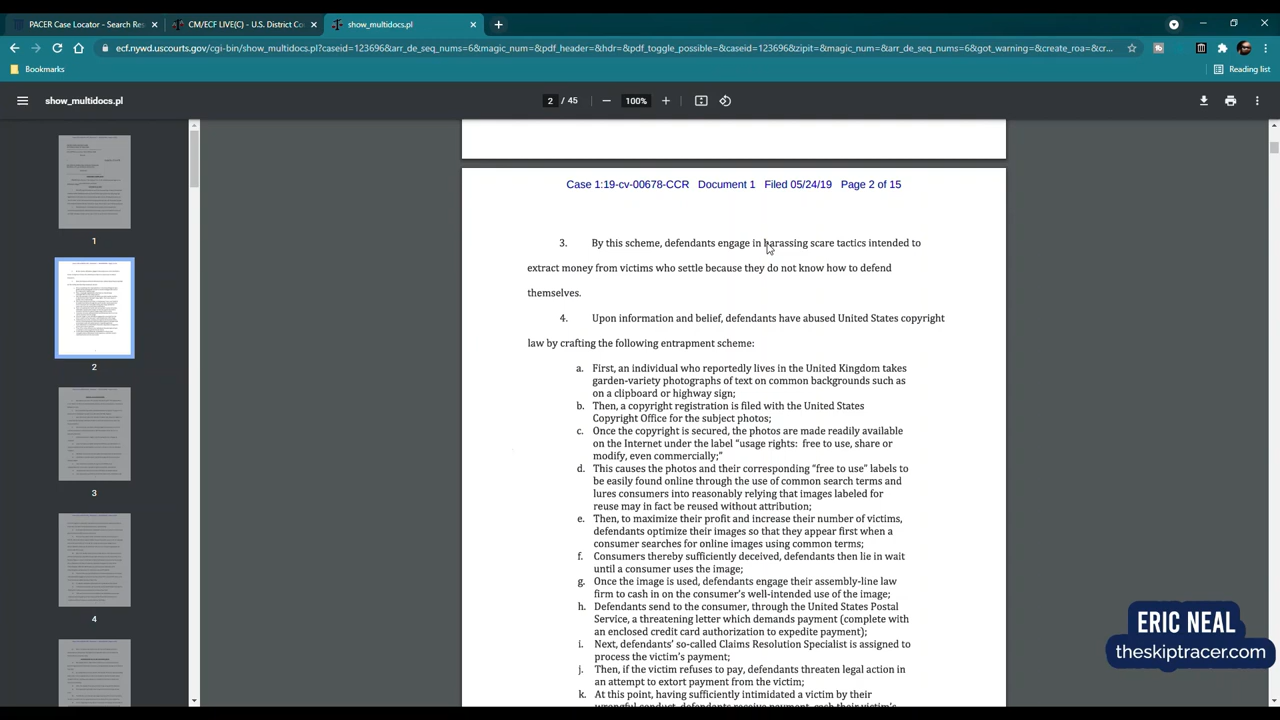 PACER Case Locator - Search Res
CM/ECF LIVE(C) - U.S. District Co
show_multidocs.pl
ecf.nywd.uscourts.gov/cgi-bin/show_multidocs.pl?caseid=123696&arr_de_seq_nums=6&magic_num=&pdf_header=&hdr=&pdf_toggle_possible=&caseid=123696&zipit=&magic_num=&arr_de_seq_nums=6&got_warning=&create_roa=&cr...
Bookmarks
Reading list
show_multidocs.pl
2 / 45
100%
Case 1:19-cv-00678-CCR Document 1 Filed 05/24/19 Page 2 of 15
3. By this scheme, defendants engage in harassing scare tactics intended to
extract money from victims who settle because they do not know how to defend
themselves.
4. Upon information and belief, defendants have abused United States copyright
law by crafting the following entrapment scheme:
a. First, an individual who reportedly lives in the United Kingdom takes
garden-variety photographs of text on common backgrounds such as
on a clipboard or highway sign;
b. Then, a copyright registration is filed with the United States
Copyright Office for the subject photos;
c. Once the copyright is secured, the photos are made readily available
on the Internet under the label "usage rights: free to use, share or
modify, even commercially;"
d. This causes the photos and their corresponding "free to use" labels to
be easily found online through the use of common search terms and
lures consumers into reasonably relying that images labeled for
reuse may in fact be reused without attribution;
e. Then, to maximize their profit and increase their number of victims,
defendants optimize their images so that they appear first when a
consumer searches for online images using common terms;
f. Consumers thereby sufficiently deceived, defendants then lie in wait
until a consumer uses the image;
g. Once the image is used, defendants engage their assembly-line law
firm to cash in on the consumer's well-intended use of the image;
h. Defendants send to the consumer, through the United States Postal
Service, a threatening letter which demands payment (complete with
an enclosed credit card authorization to expedite payment);
i. Next, defendants' so-called Claims Resolution Specialist is assigned to
process the victim's payment;
j. Then, if the victim refuses to pay, defendants threaten legal action in
an attempt to extort payment from the victim;
k. At this point, having sufficiently intimidated a victim by their
wrongful conduct, defendants receive payment, cash their victim's
1
2
3
4
ERIC NEAL
theskiptracer.com